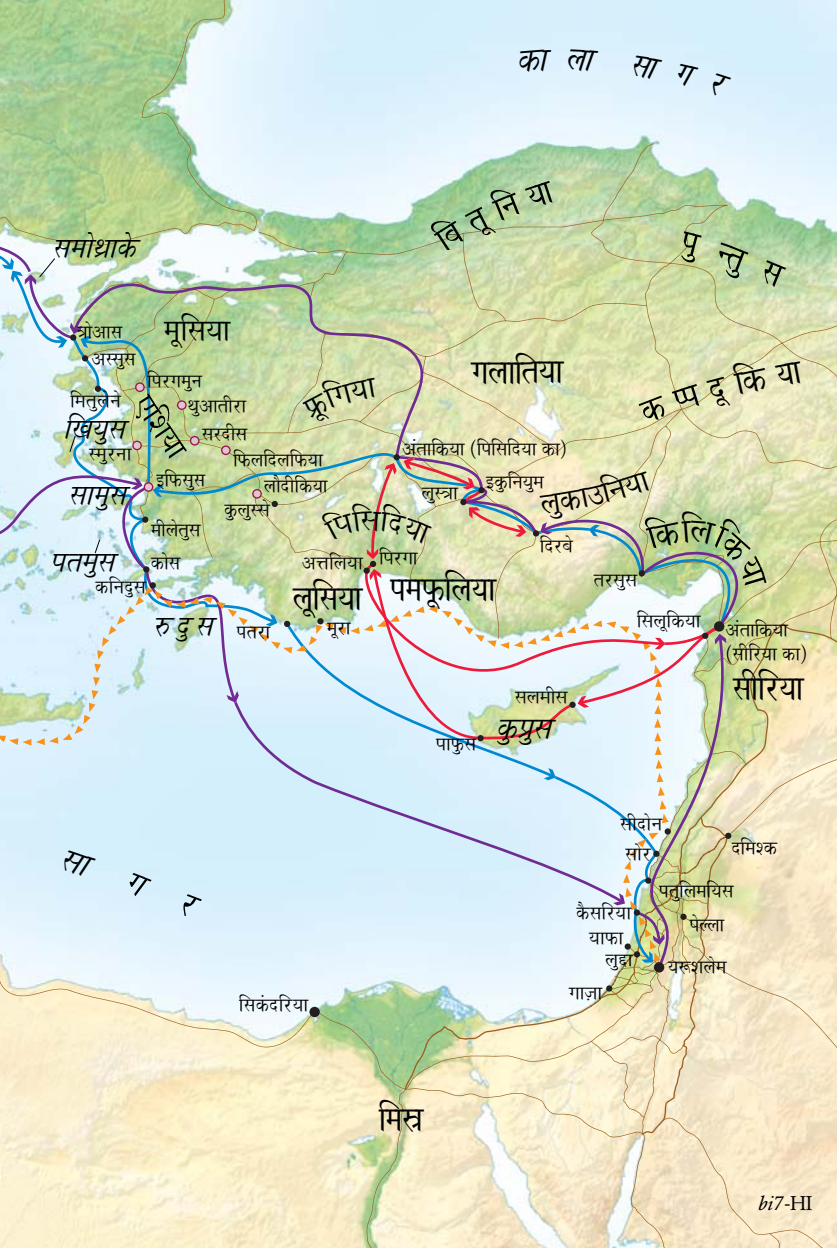 काला सागर
बितूनिया
पुन्तुस
समोथ्राके
त्रोआस
मूसिया
अस्सुस
गलातिया
कप्पदूकिया
पिरगमुन
मितुलेने
थुआतीरा
फ्रूगिया
एशिया
खियुस
सरदीस
स्मुरना
फिलदिलफिया
अंताकिया (पिसिदिया का)
इफिसुस
लौदीकिया
इकुनियुम
सामुस
कुलुस्से
लुस्त्रा
लुकाउनिया
मीलेतुस
पिसिदिया
किलिकिया
दिरबे
पतमुस
कोस
अत्तलिया
पिरगा
कनिदुस
लूसिया
पमफूलिया
तरसुस
रुदुस
पतरा
मूरा
सिलूकिया
अंताकिया
(सीरिया का)
सीरिया
सलमीस
कुप्रुस
पाफुस
सीदोन
सोर
दमिश्क
सागर
पतुलिमयिस
कैसरिया
पेल्ला
याफा
लुद्दा
यरूशलेम
गाज़ा
सिकंदरिया
मिस्र
bi7-HI